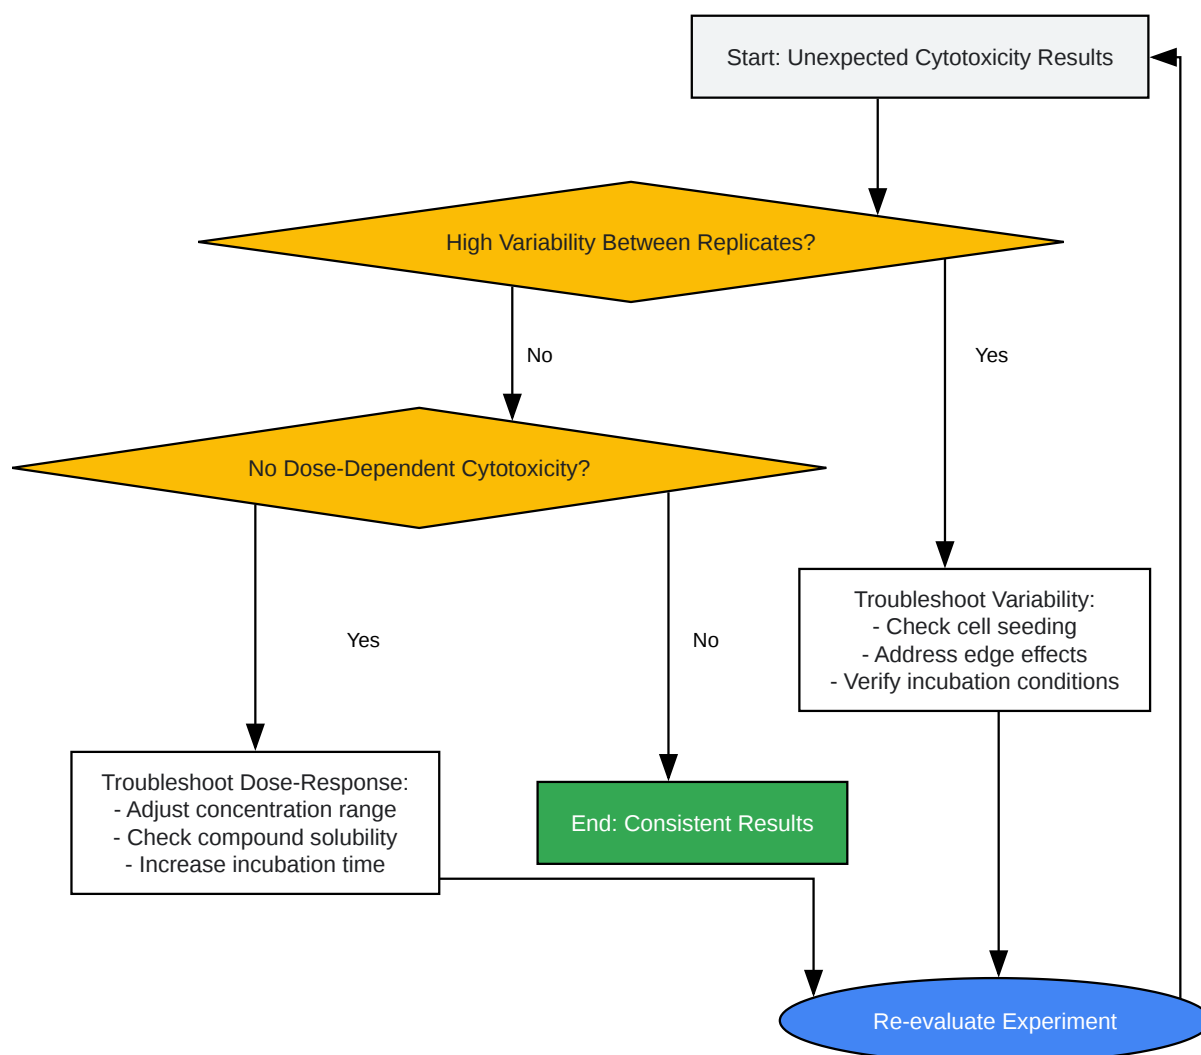 Start: Unexpected Cytotoxicity Results
High Variability Between Replicates?
No
Yes
No Dose-Dependent Cytotoxicity?
Yes
No
Troubleshoot Variability:
- Check cell seeding
- Address edge effects
- Verify incubation conditions
Troubleshoot Dose-Response:
- Adjust concentration range
- Check compound solubility
- Increase incubation time
End: Consistent Results
Re-evaluate Experiment